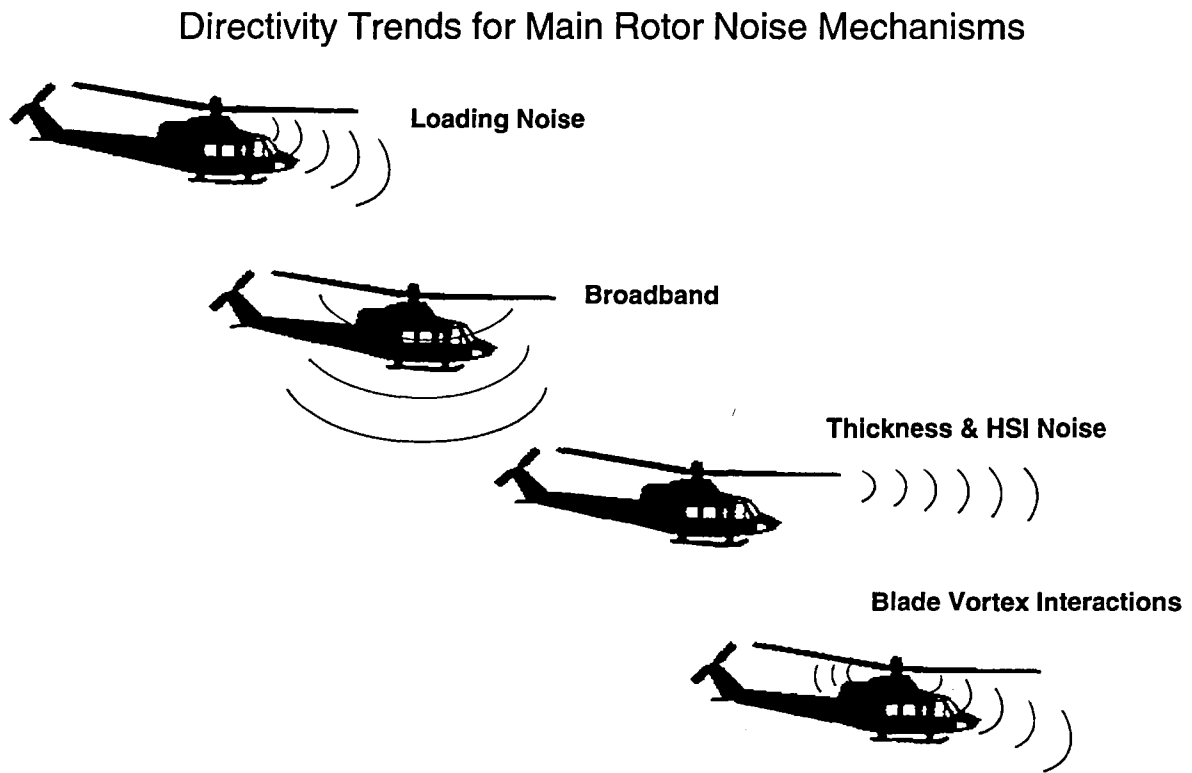 Directivity Trends for Main Rotor Noise Mechanisms
Loading Noise
Broadband
Thickness & HSI Noise
Blade Vortex Interactions